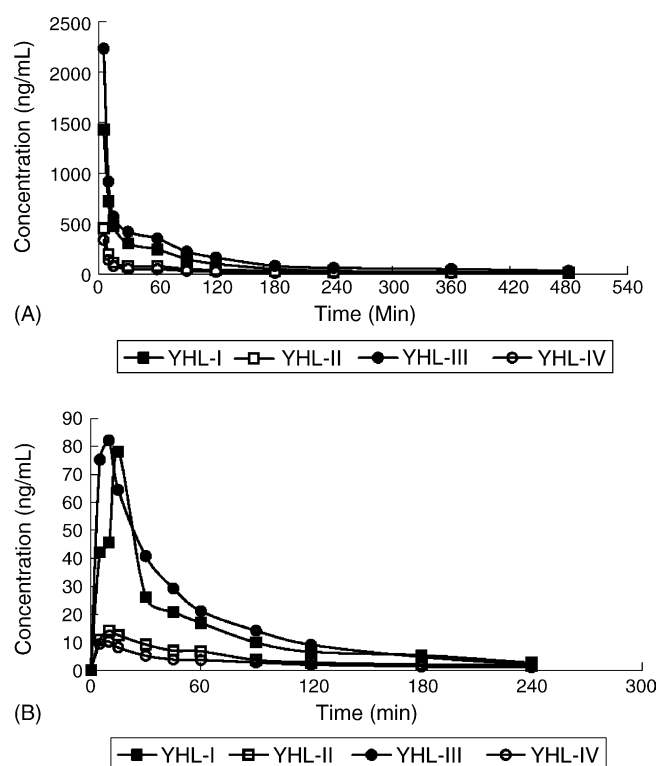 Concentration (ng/mL)
2500
2000
1500
1000
500
0
0 60 120 180 240 300 360 420 480 540
Time (Min)
(A)
YHL-I YHL-II YHL-III YHL-IV
Concentration (ng/mL)
90
80
70
60
50
40
30
20
10
0
0 60 120 180 240 300
Time (min)
(B)
YHL-I YHL-II YHL-III YHL-IV